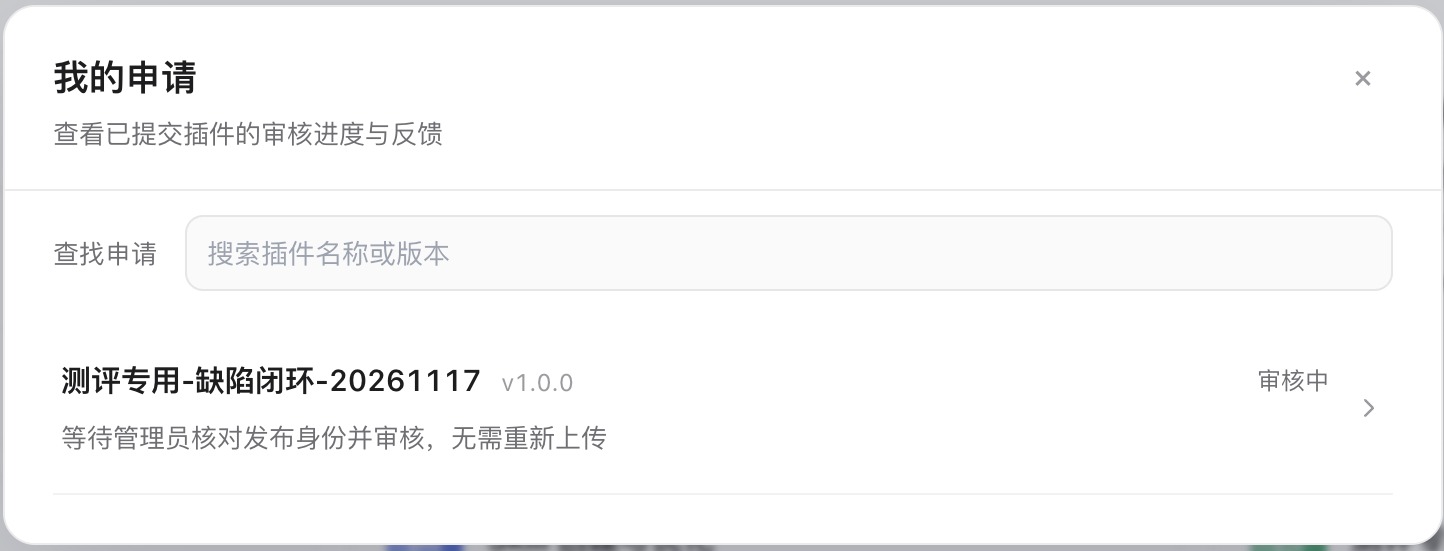 我的申请
×
查看已提交插件的审核进度与反馈
查找申请 搜索插件名称或版本
测评专用-缺陷闭环-20261117 v1.0.0 审核中
等待管理员核对发布身份并审核，无需重新上传